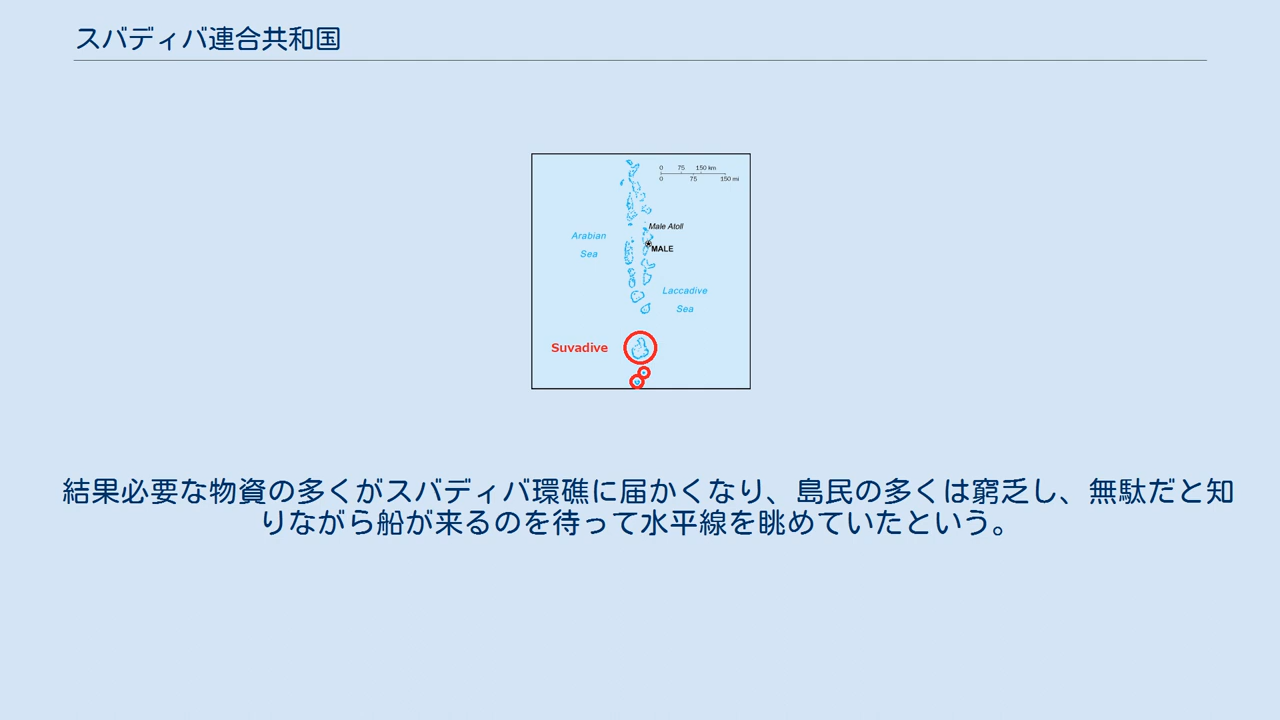 スバディバ連合共和国
0 75 150 km
0 75 150 mi
Male Atoll
MALE
Arabian
Sea
Laccadive
Sea
Suvadive
結果必要な物資の多くがスバディバ環礁に届かくなり、島民の多くは窮乏し、無駄だと知
りながら船が来るのを待って水平線を眺めていたという。